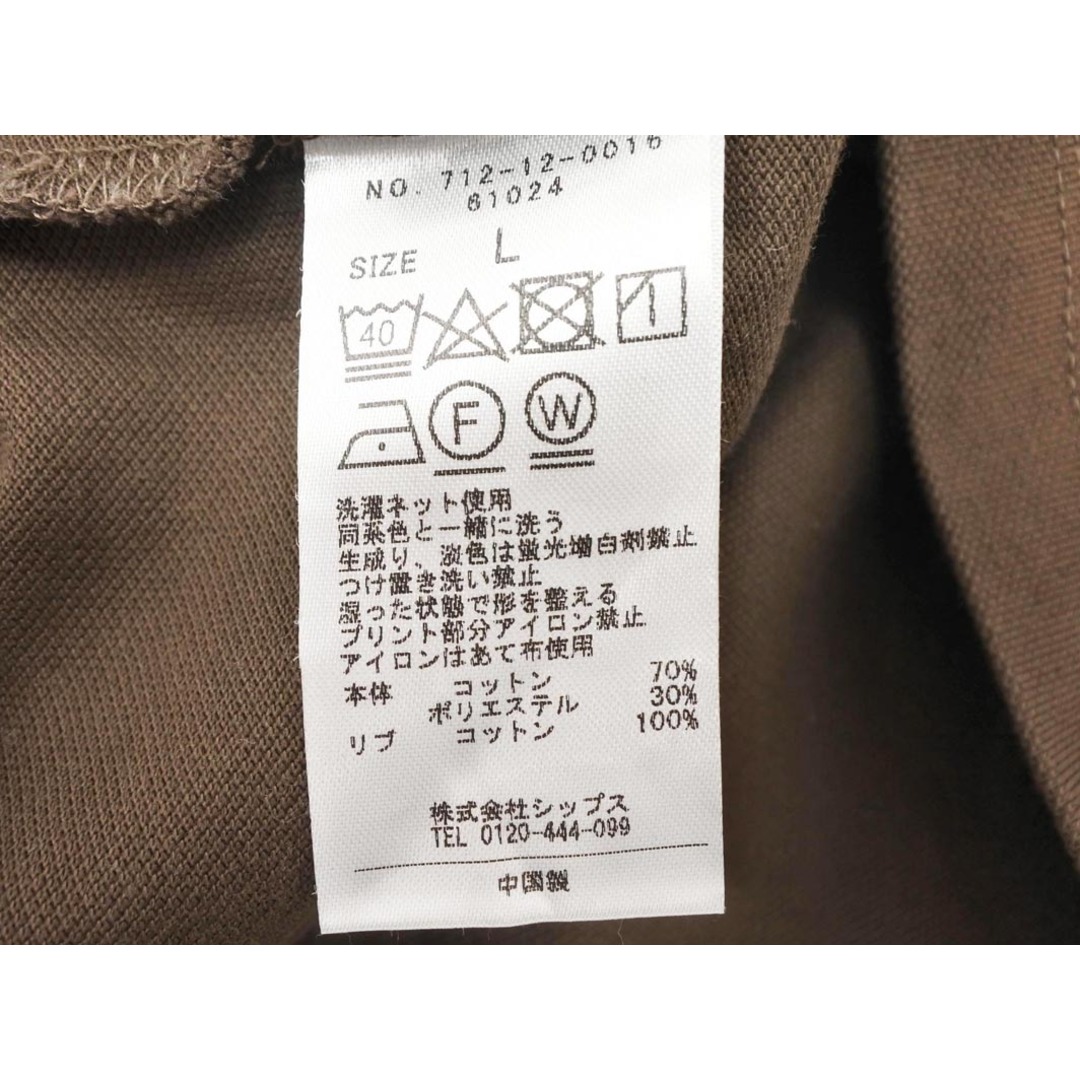 NO. 712-12-0016
61024
SIZE L
40
F W
洗濯ネット使用
同系色と一緒に洗う
生成り、淡色は蛍光増白剤禁止
つけ置き洗い禁止
湿った状態で形を整える
プリント部分アイロン禁止
アイロンはあて布使用
本体 コットン 70%
ポリエステル 30%
リブ コットン 100%
株式会社シップス
TEL 0120-444-099
中国製